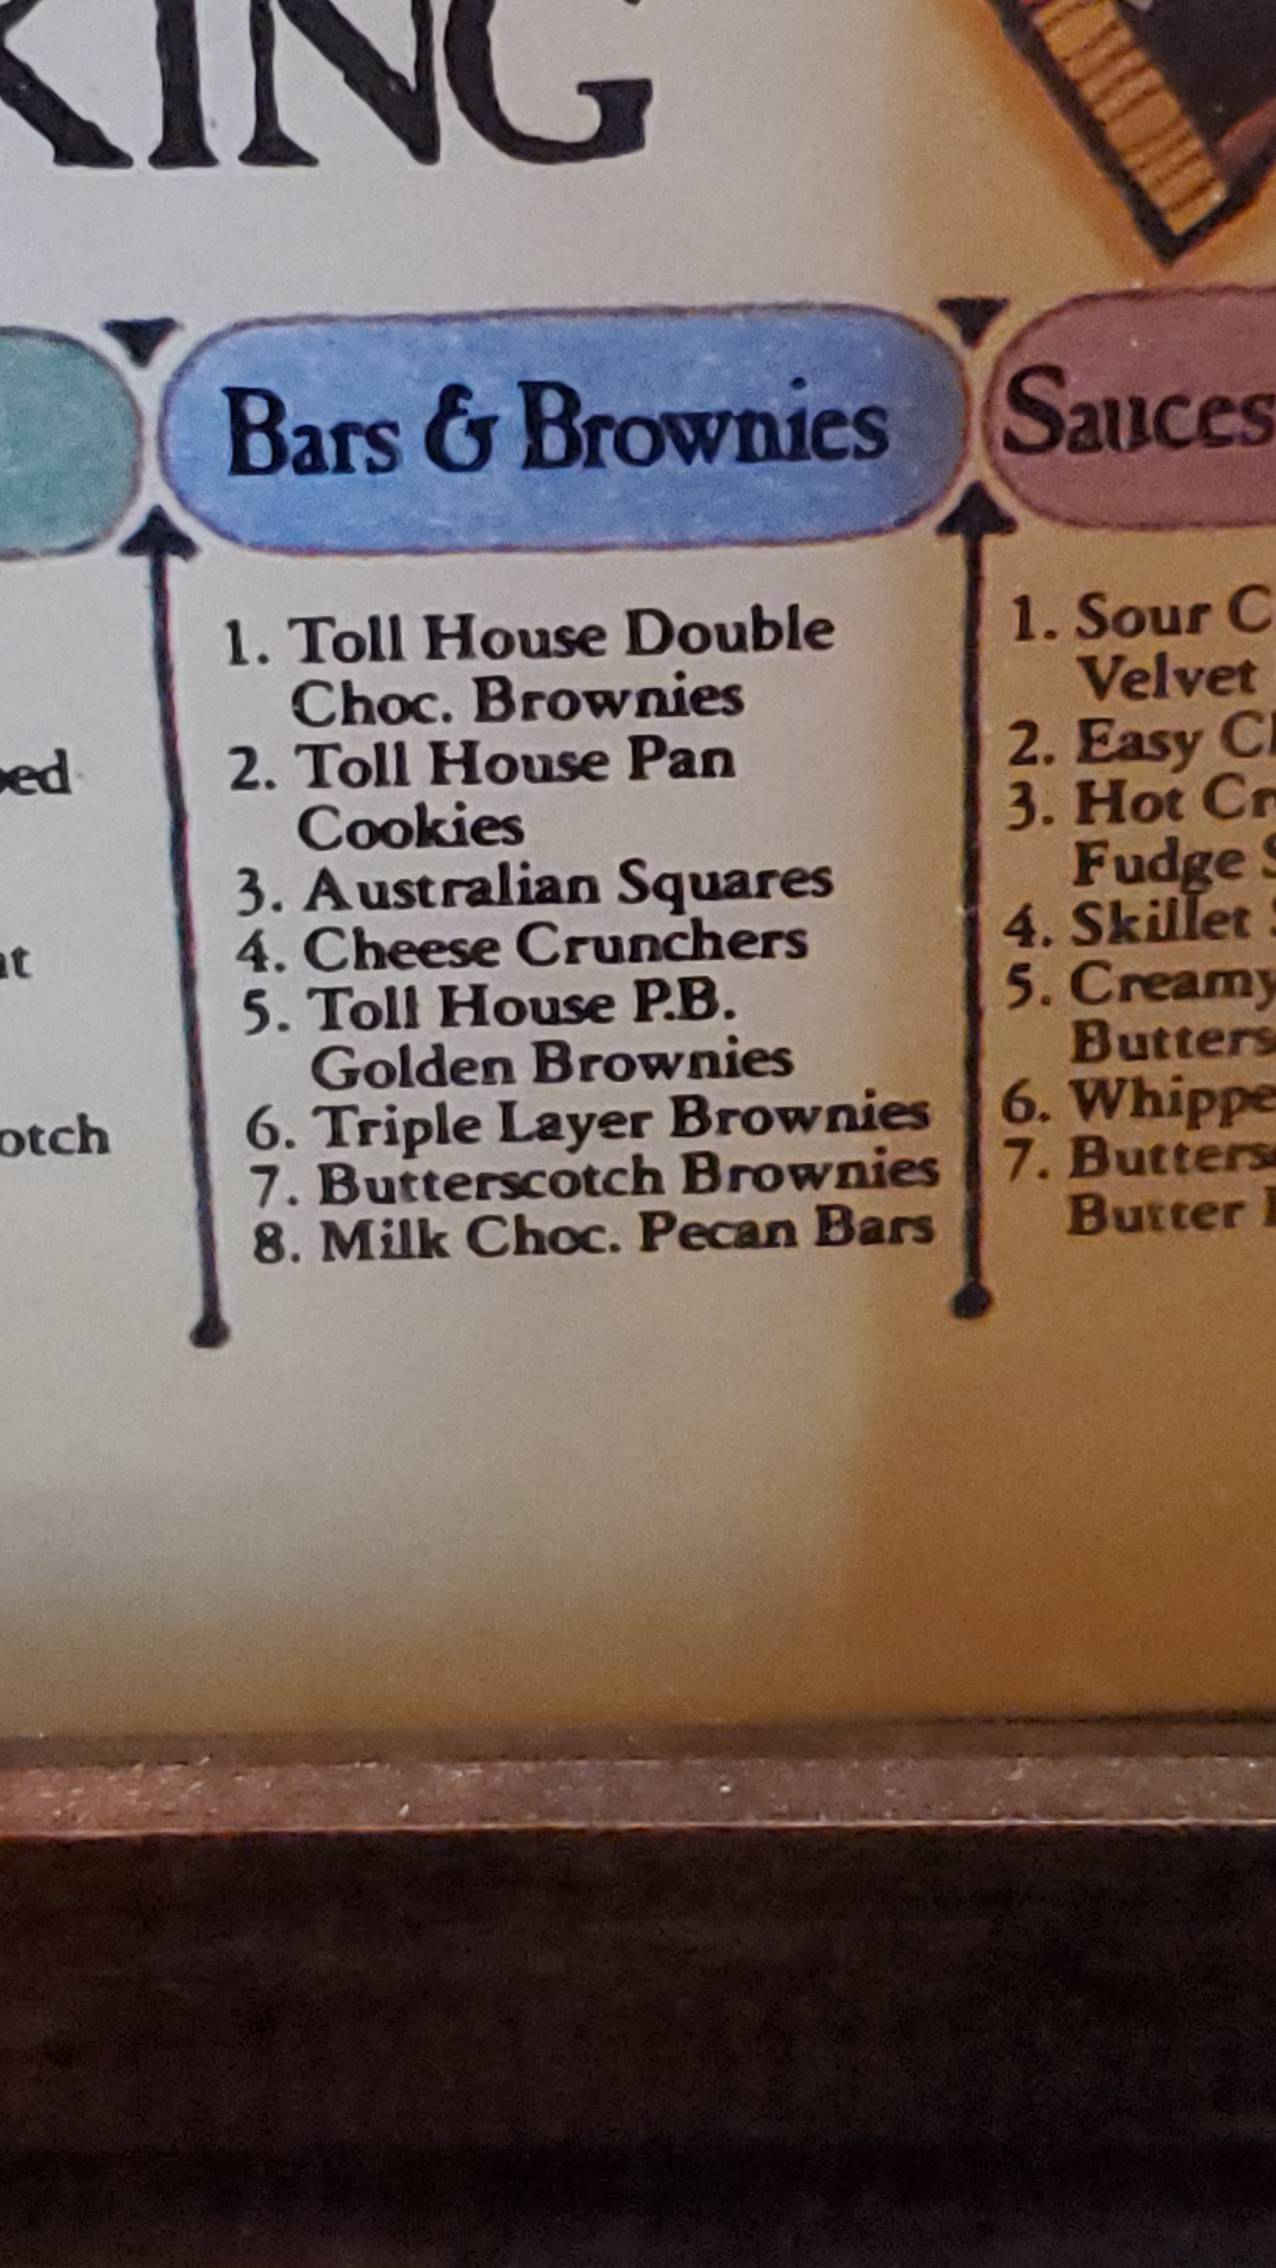 KING
Bars & Brownies
1. Toll House Double
Choc. Brownies
2. Toll House Pan
Cookies
3. Australian Squares
4. Cheese Crunchers
5. Toll House P.B.
Golden Brownies
6. Triple Layer Brownies
7. Butterscotch Brownies
8. Milk Choc. Pecan Bars
Sauces
1. Sour
Velvet
2. Easy
3. Hot
Fudge
4. Skillet
5. Creamy
6.
7.
Butter